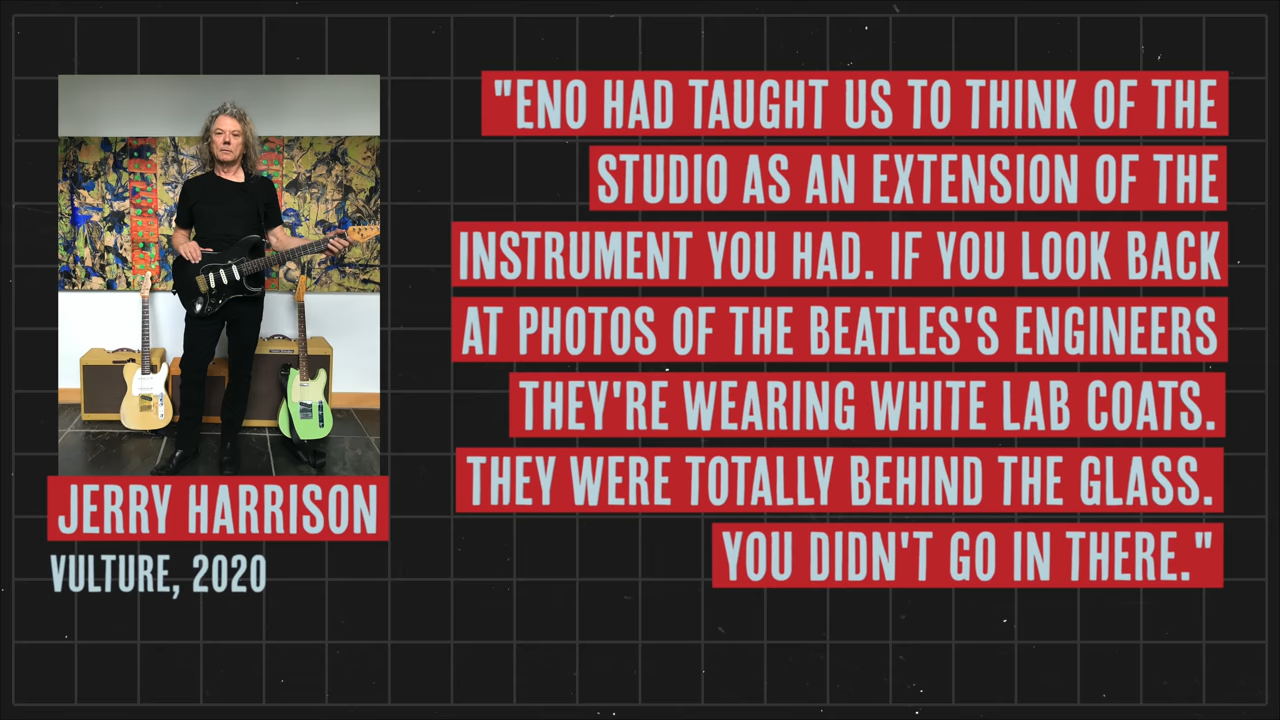 "ENO HAD TAUGHT US TO THINK OF THE
STUDIO AS AN EXTENSION OF THE
INSTRUMENT YOU HAD. IF YOU LOOK BACK
AT PHOTOS OF THE BEATLES'S ENGINEERS
THEY'RE WEARING WHITE LAB COATS.
THEY WERE TOTALLY BEHIND THE GLASS.
YOU DIDN'T GO IN THERE."
JERRY HARRISON
VULTURE, 2020